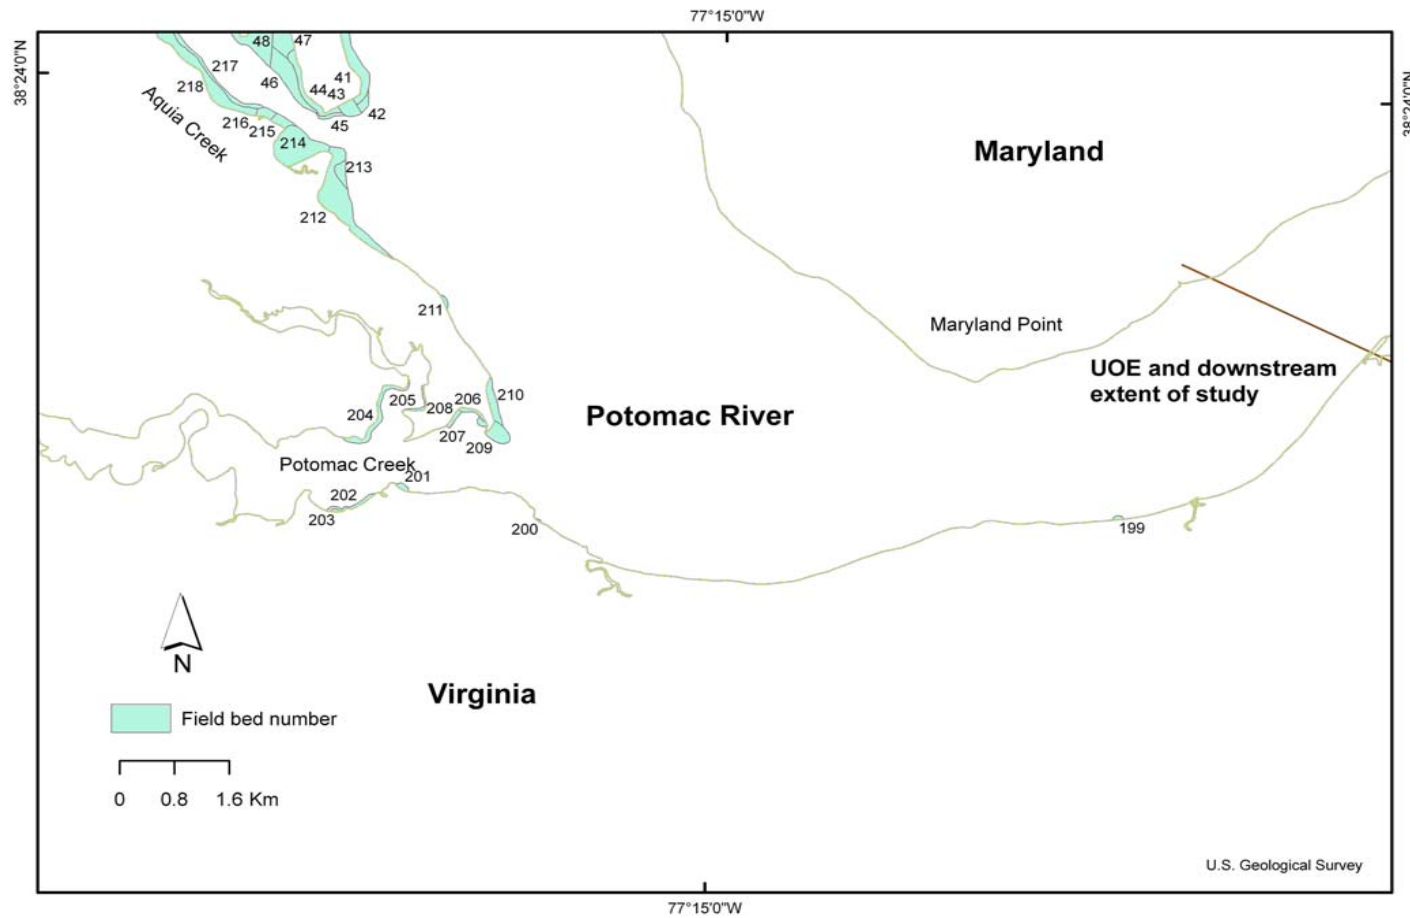 77°15'0"W
38°24'0"N
38°24'0"N
48
47
217
46
41
218
44
43
42
Aquia Creek
216
45
215
214
213
Maryland
212
211
Maryland Point
UOE and downstream
extent of study
205
210
204
208
206
Potomac River
207
209
Potomac Creek
201
202
203
200
199
N
Virginia
Field bed number
0 0.8 1.6 Km
U.S. Geological Survey
77°15'0"W